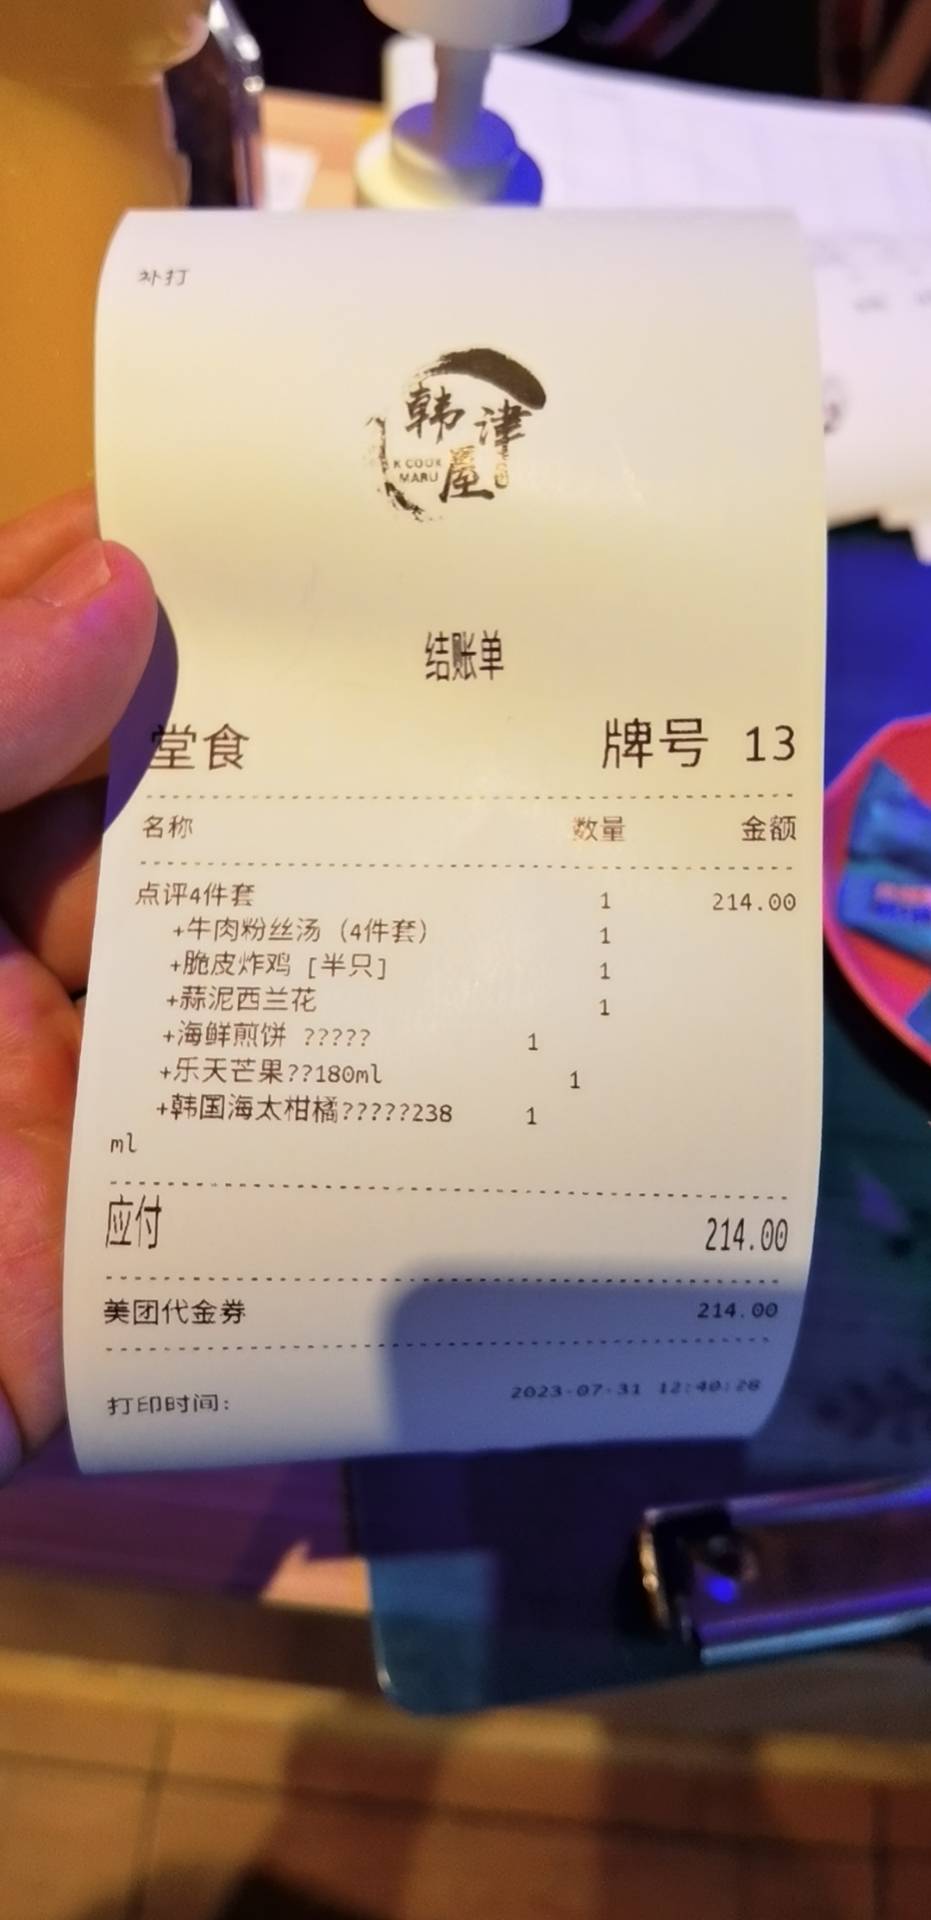 补打
韩津
K COOK
MARU
屋
结账单
堂食 牌号 13
名称 数量 金额
点评4件套 1 214.00
+牛肉粉丝汤 (4件套) 1
+脆皮炸鸡 [半只] 1
+蒜泥西兰花 1
+海鲜煎饼 ????? 1
+乐天芒果??180ml 1
+韩国海太柑橘?????238 1
ml
应付 214.00
美团代金券 214.00
打印时间: 2023-07-31 12:40:28